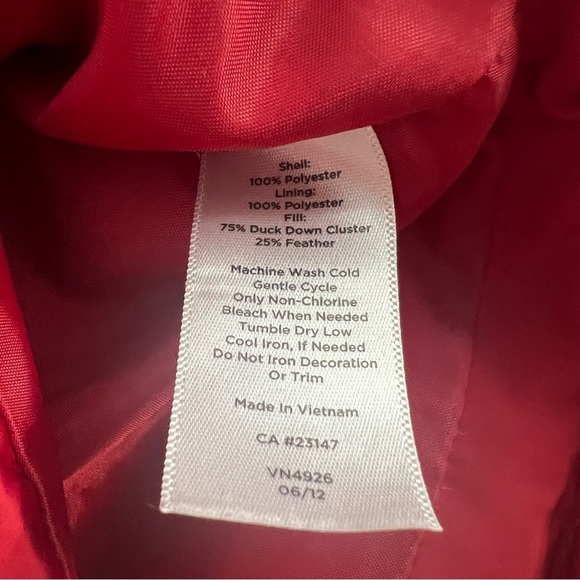 Shell:
100% Polyester
Lining:
100% Polyester
Fill:
75% Duck Down Cluster
25% Feather
Machine Wash Cold
Gentle Cycle
Only Non-Chlorine
Bleach When Needed
Tumble Dry Low
Cool Iron, If Needed
Do Not Iron Decoration
Or Trim
Made In Vietnam
CA #23147
VN4926
06/12